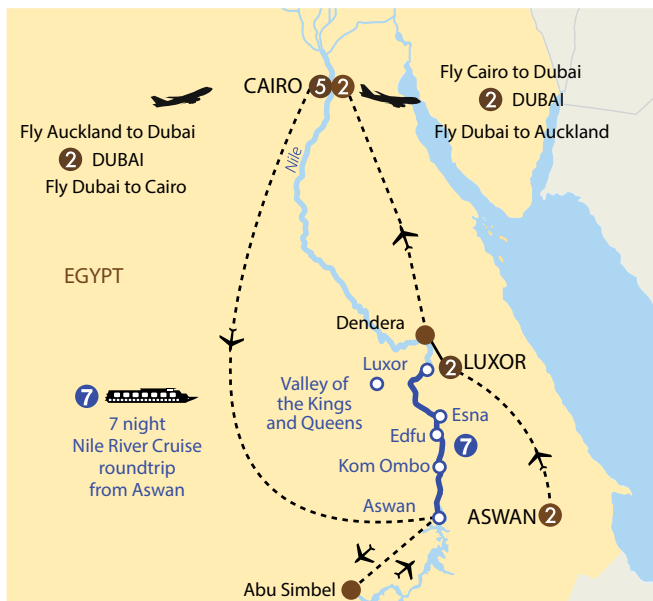 CAIRO 5 2
Fly Cairo to Dubai
2 DUBAI
Fly Dubai to Auckland
Fly Auckland to Dubai
2 DUBAI
Fly Dubai to Cairo
Nile
EGYPT
Dendera
Luxor
2 LUXOR
Valley of
the Kings
and Queens
7
7 night
Nile River Cruise
roundtrip
from Aswan
Esna
Edfu
7
Kom Ombo
Aswan
ASWAN 2
Abu Simbel